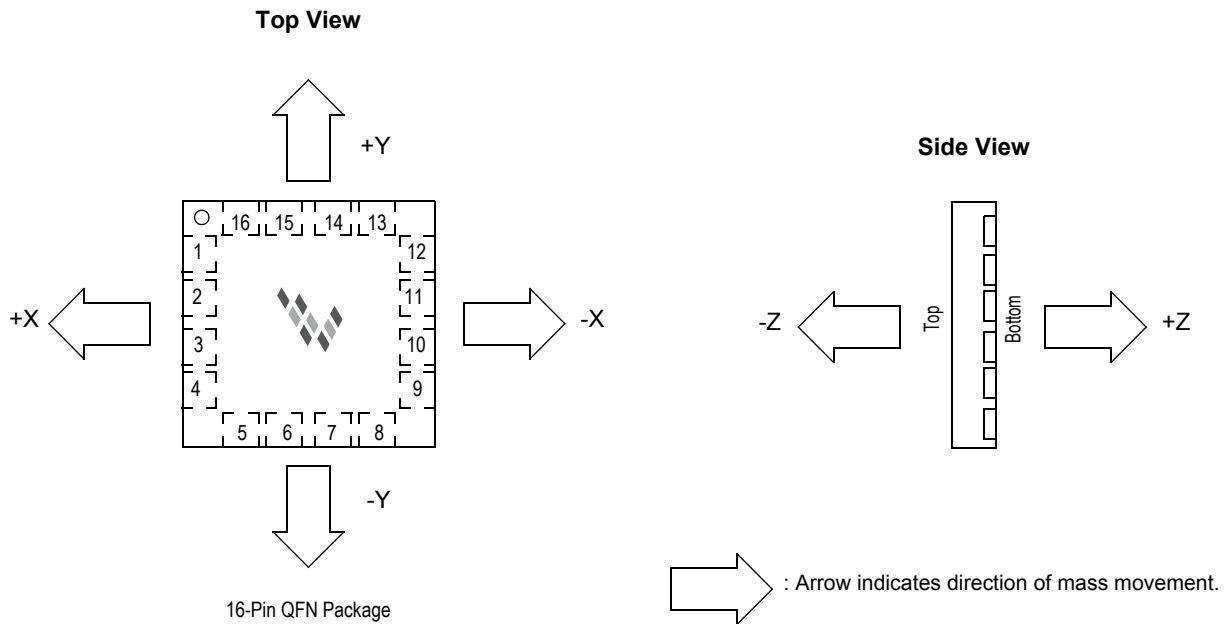 Top View
+Y
16 15 14 13
1
2
3
4
12
11
10
9
5 6 7 8
+X
-X
-Y
16-Pin QFN Package
Side View
-Z
Top
Bottom
+Z
: Arrow indicates direction of mass movement.